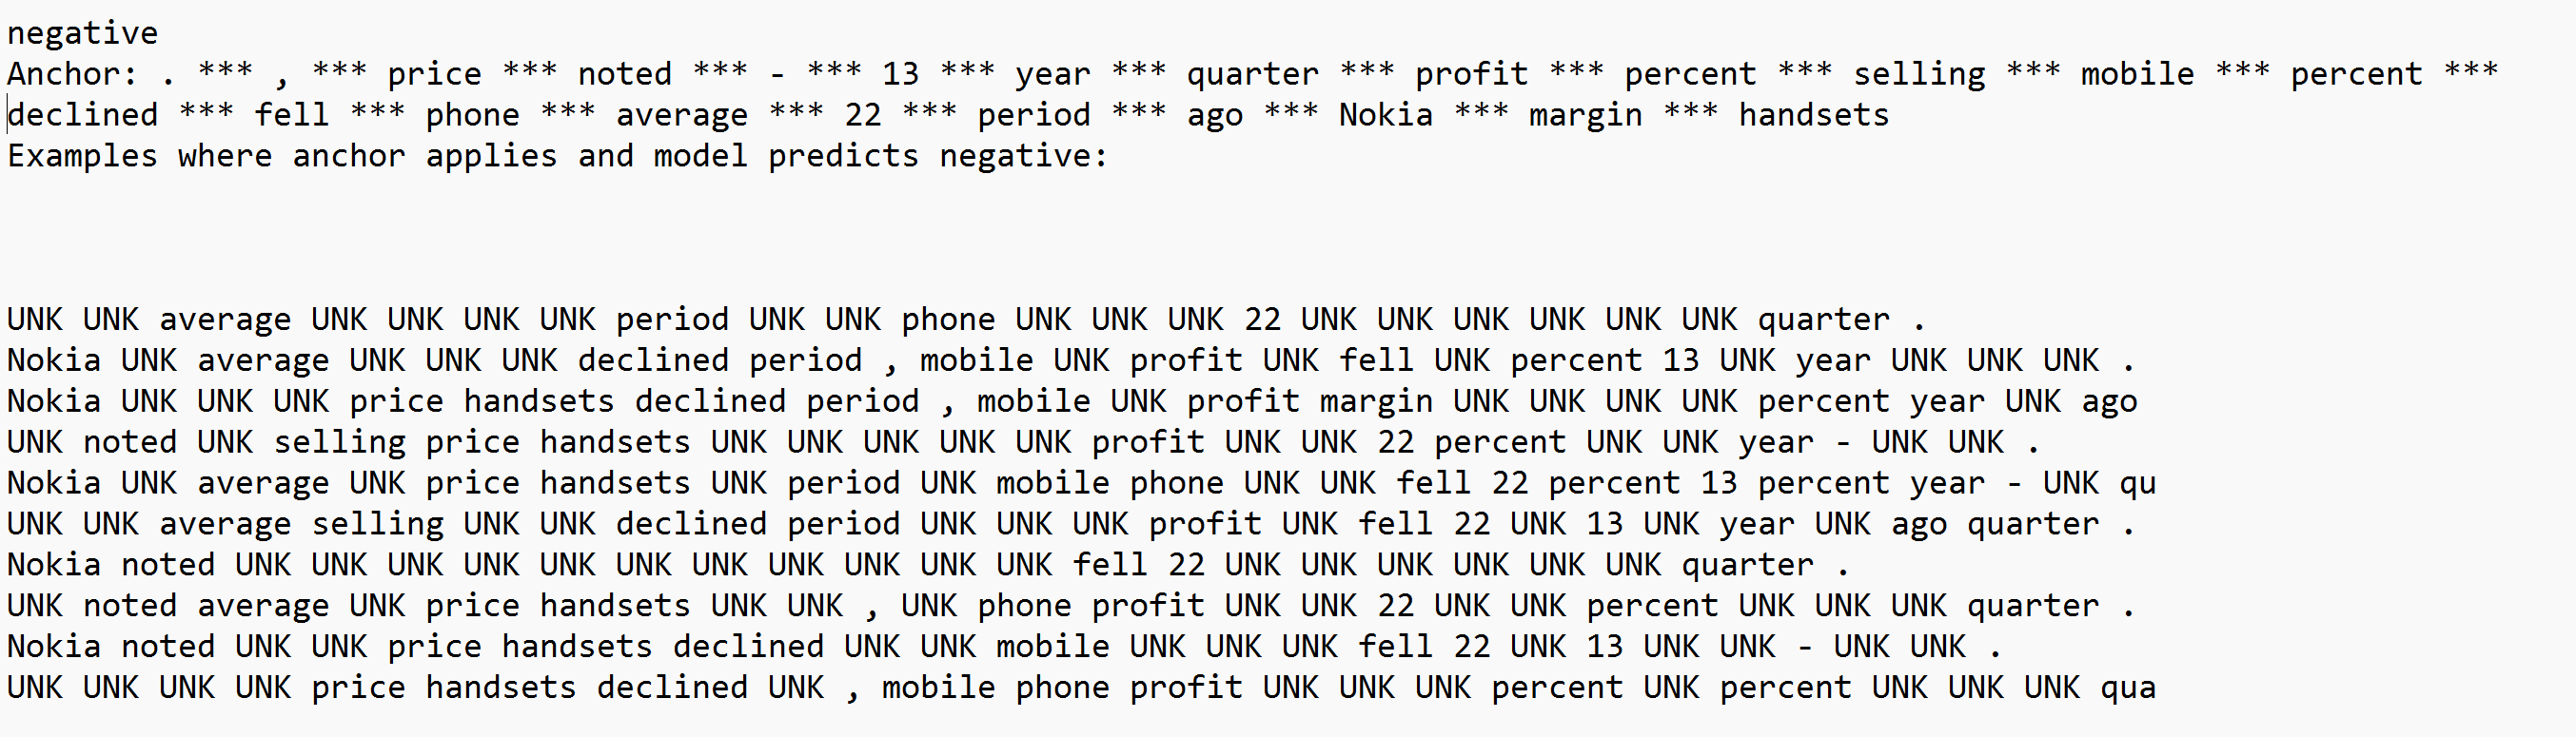 negative
Anchor: . *** , *** price *** noted *** - *** 13 *** year *** quarter *** profit *** percent *** selling *** mobile *** percent ***
declined *** fell *** phone *** average *** 22 *** period *** ago *** Nokia *** margin *** handsets
Examples where anchor applies and model predicts negative:
UNK UNK average UNK UNK UNK UNK period UNK UNK phone UNK UNK UNK 22 UNK UNK UNK UNK UNK UNK quarter .
Nokia UNK average UNK UNK UNK declined period , mobile UNK profit UNK fell UNK percent 13 UNK year UNK UNK UNK .
Nokia UNK UNK UNK price handsets declined period , mobile UNK profit margin UNK UNK UNK UNK percent year UNK ago
UNK noted UNK selling price handsets UNK UNK UNK UNK UNK profit UNK UNK 22 percent UNK UNK year - UNK UNK .
Nokia UNK average UNK price handsets UNK period UNK mobile phone UNK UNK fell 22 percent 13 percent year - UNK qu
UNK UNK average selling UNK UNK declined period UNK UNK UNK profit UNK fell 22 UNK 13 UNK year UNK ago quarter .
Nokia noted UNK UNK UNK UNK UNK UNK UNK UNK UNK UNK UNK fell 22 UNK UNK UNK UNK UNK UNK quarter .
UNK noted average UNK price handsets UNK UNK , UNK phone profit UNK UNK 22 UNK UNK percent UNK UNK UNK quarter .
Nokia noted UNK UNK price handsets declined UNK UNK mobile UNK UNK UNK fell 22 UNK 13 UNK UNK - UNK UNK .
UNK UNK UNK UNK price handsets declined UNK , mobile phone profit UNK UNK UNK percent UNK percent UNK UNK UNK qua